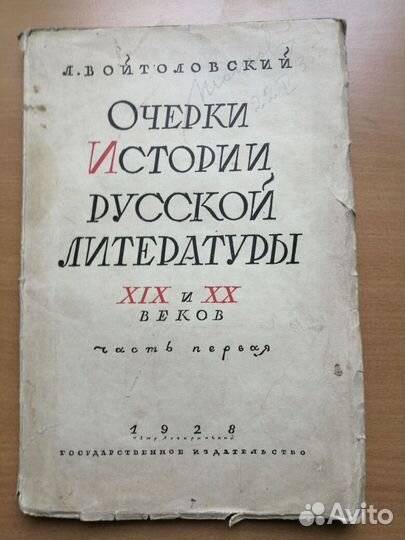 Л. ВОЙТОЛОВСКИЙ
ОЧЕРКИ
ИСТОРИИ
РУССКОЙ
ЛИТЕРАТУРЫ
XIX и XX
ВЕКОВ
часть первая
1928
ГОСУДАРСТВЕННОЕ ИЗДАТЕЛЬСТВО
Avito